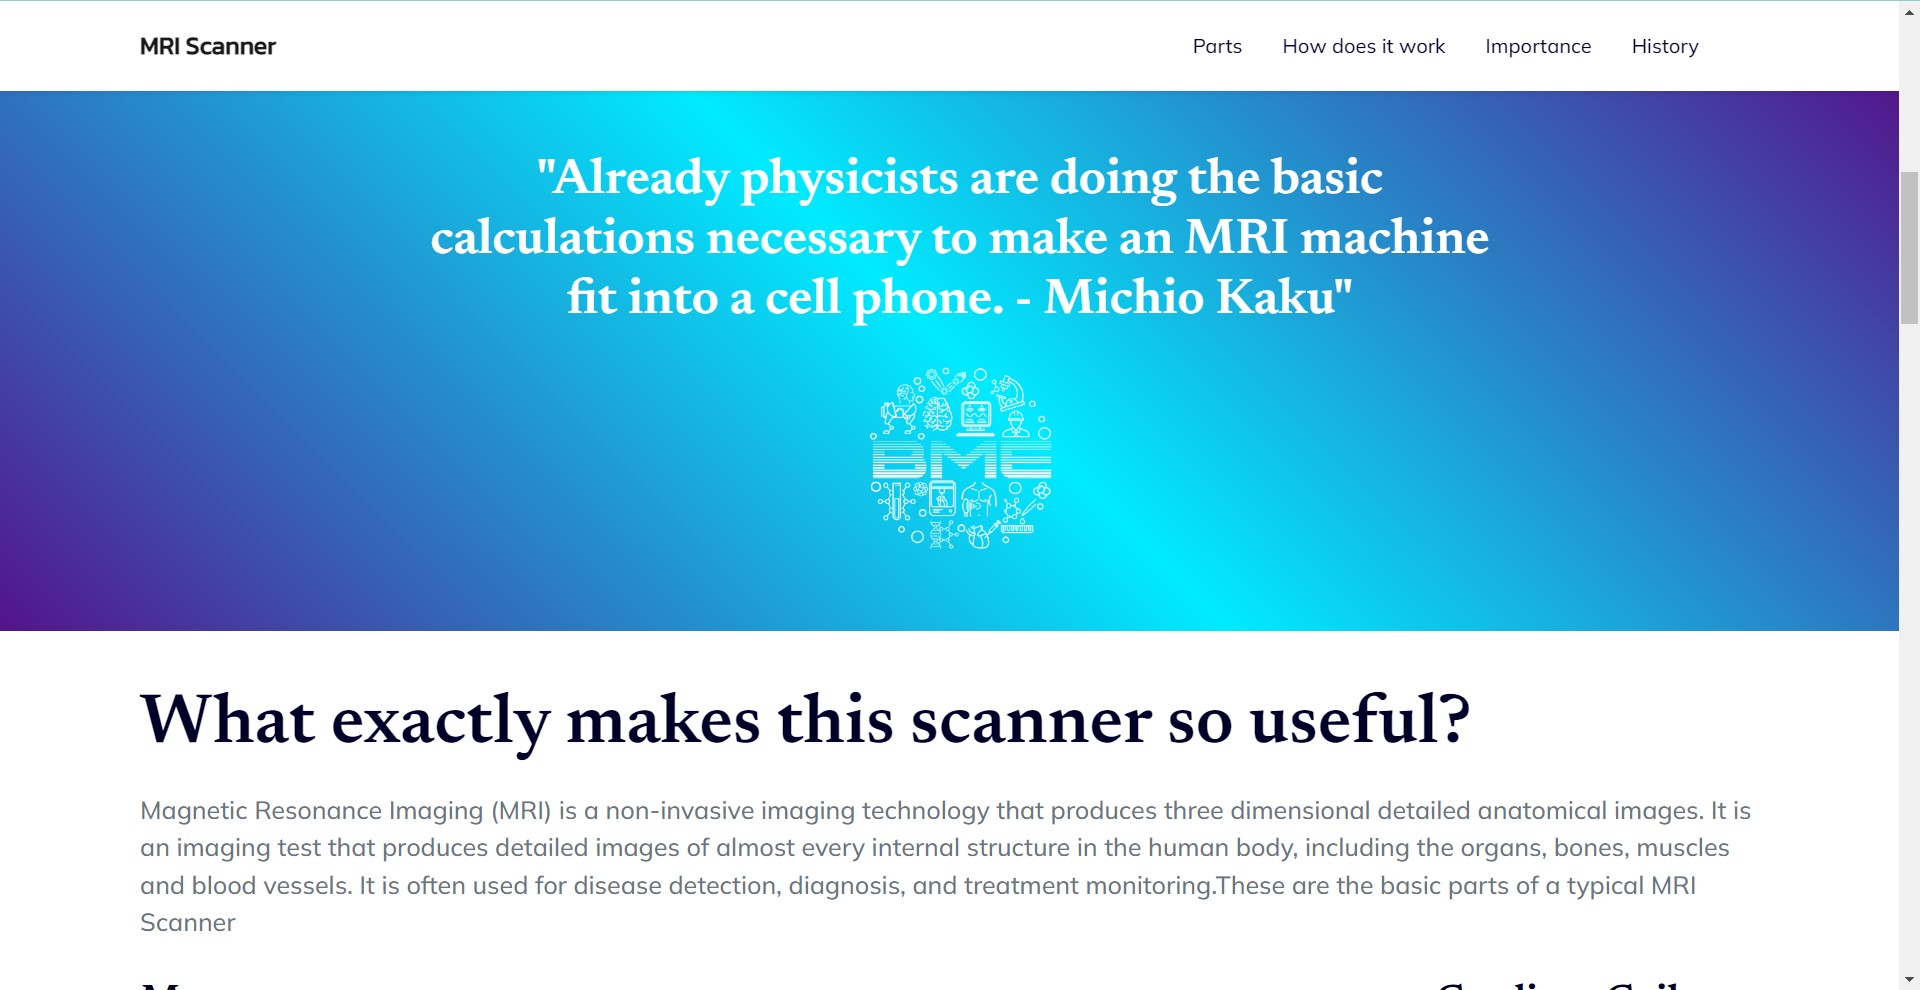 MRI Scanner
Parts
How does it work
Importance
History
"Already physicists are doing the basic
calculations necessary to make an MRI machine
fit into a cell phone. - Michio Kaku"
BME
What exactly makes this scanner so useful?
Magnetic Resonance Imaging (MRI) is a non-invasive imaging technology that produces three dimensional detailed anatomical images. It is
an imaging test that produces detailed images of almost every internal structure in the human body, including the organs, bones, muscles
and blood vessels. It is often used for disease detection, diagnosis, and treatment monitoring.These are the basic parts of a typical MRI
Scanner